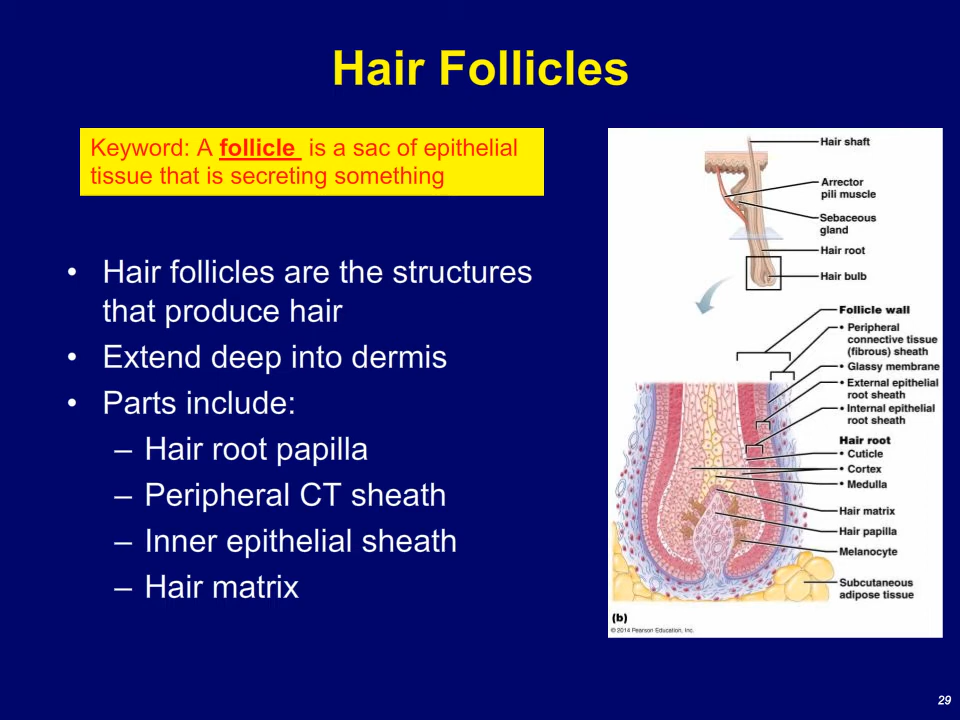 Hair Follicles
Keyword: A follicle is a sac of epithelial
tissue that is secreting something
• Hair follicles are the structures
that produce hair
• Extend deep into dermis
• Parts include:
– Hair root papilla
– Peripheral CT sheath
– Inner epithelial sheath
– Hair matrix
Hair shaft
Arrector
pili muscle
Sebaceous
gland
Hair root
Hair bulb
Follicle wall
• Peripheral
connective tissue
(fibrous) sheath
• Glassy membrane
• External epithelial
root sheath
• Internal epithelial
root sheath
Hair root
• Cuticle
• Cortex
• Medulla
Hair matrix
Hair papilla
Melanocyte
Subcutaneous
adipose tissue
(b)
© 2014 Pearson Education, Inc.
29